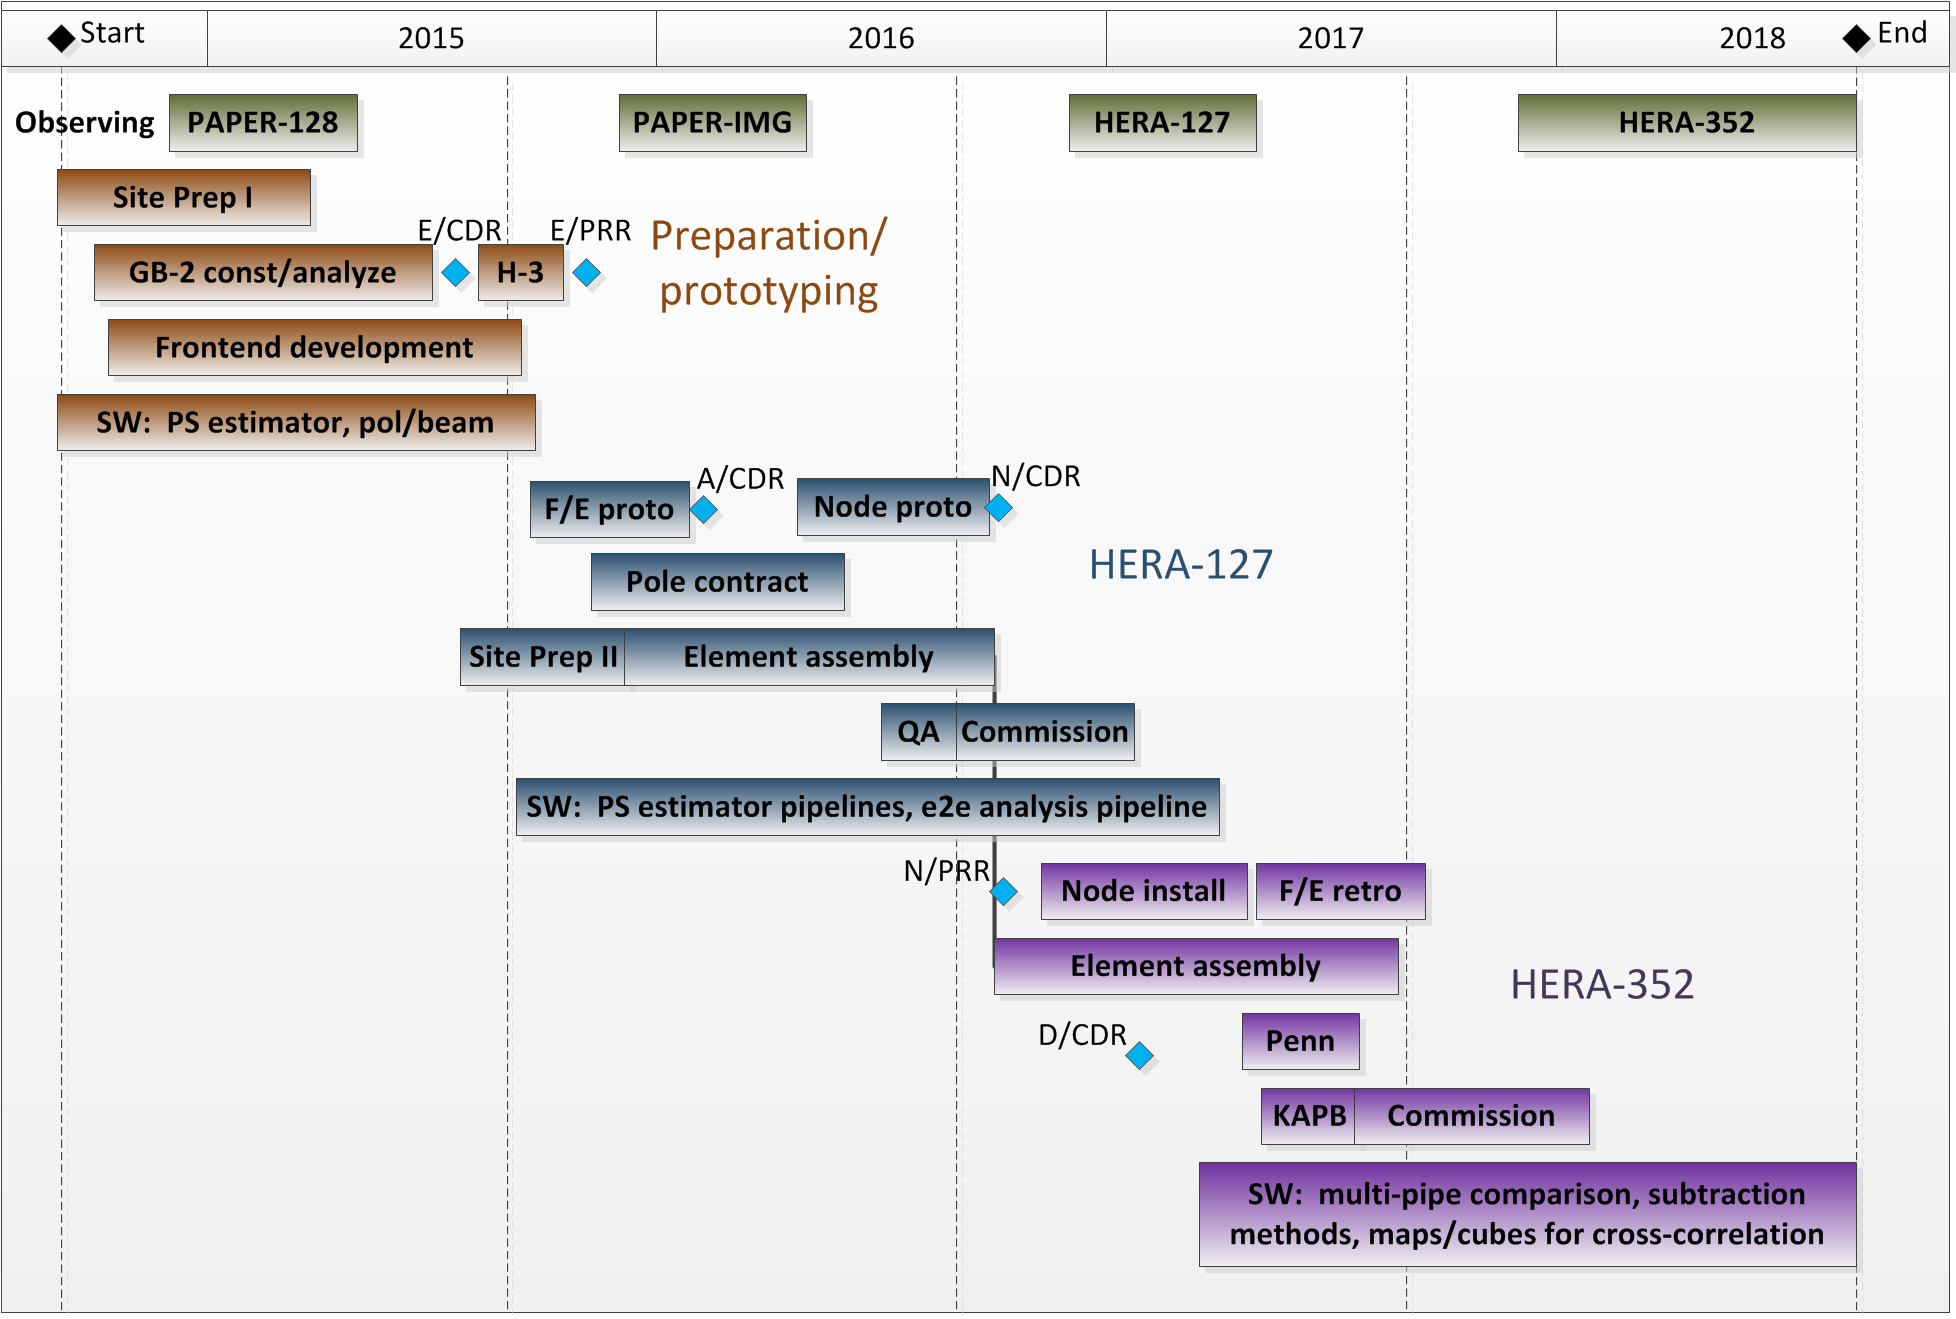 Start
2015
2016
2017
2018
End
Observing
PAPER-128
PAPER-IMG
HERA-127
HERA-352
Site Prep I
E/CDR
E/PRR
Preparation/
prototyping
GB-2 const/analyze
H-3
Frontend development
SW:  PS estimator, pol/beam
F/E proto
A/CDR
Node proto
N/CDR
HERA-127
Pole contract
Site Prep II
Element assembly
QA
Commission
SW:  PS estimator pipelines, e2e analysis pipeline
N/PRR
Node install
F/E retro
Element assembly
HERA-352
D/CDR
Penn
KAPB
Commission
SW:  multi-pipe comparison, subtraction
methods, maps/cubes for cross-correlation